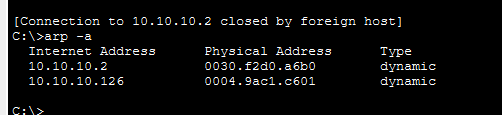 [Connection to 10.10.10.2 closed by foreign host]
C:\>arp -a
  Internet Address      Physical Address      Type
  10.10.10.2            0030.f2d0.a6b0        dynamic
  10.10.10.126          0004.9ac1.c601        dynamic
C:\>